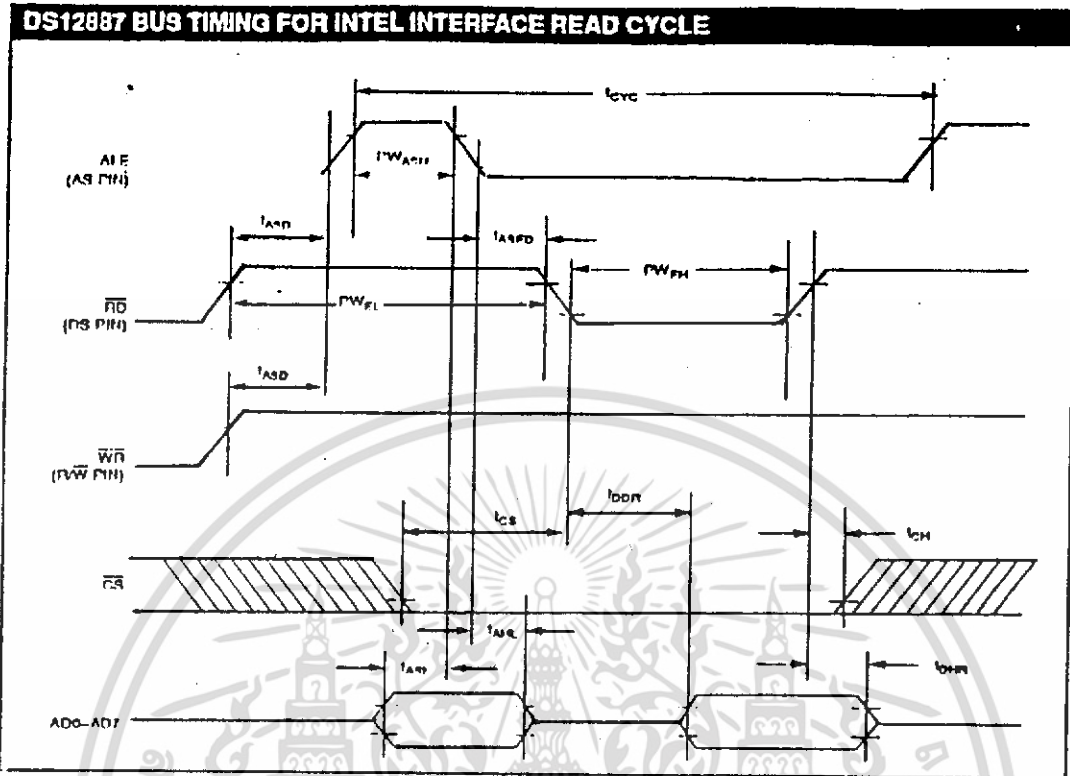 DS12887 BUS TIMING FOR INTEL INTERFACE READ CYCLE
tCYC
ALE
(AS PIN)
PWASH
tASD
tASED
RD
(DS PIN)
PWEL
PWEH
tASD
WR
(R/W PIN)
tCS
tDDR
tCH
CS
tAHL
tASL
tDHR
AD0–AD7